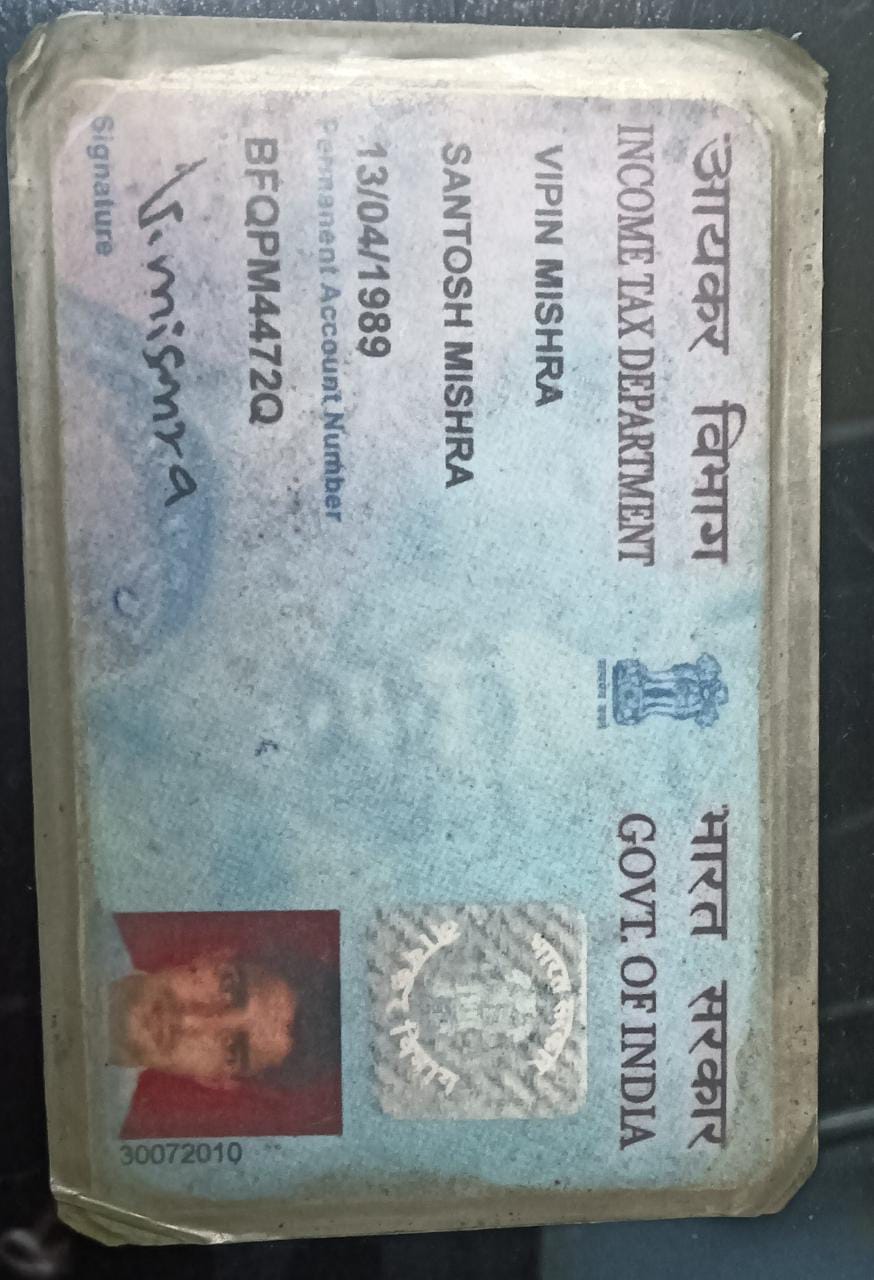 आयकर विभाग
भारत सरकार
INCOME TAX DEPARTMENT
GOVT. OF INDIA
सत्यमेव जयते
VIPIN MISHRA
भारत सरकार
आयकर विभाग
SANTOSH MISHRA
13/04/1989
Permanent Account Number
BFQPM4472Q
V.mishra
Signature
30072010